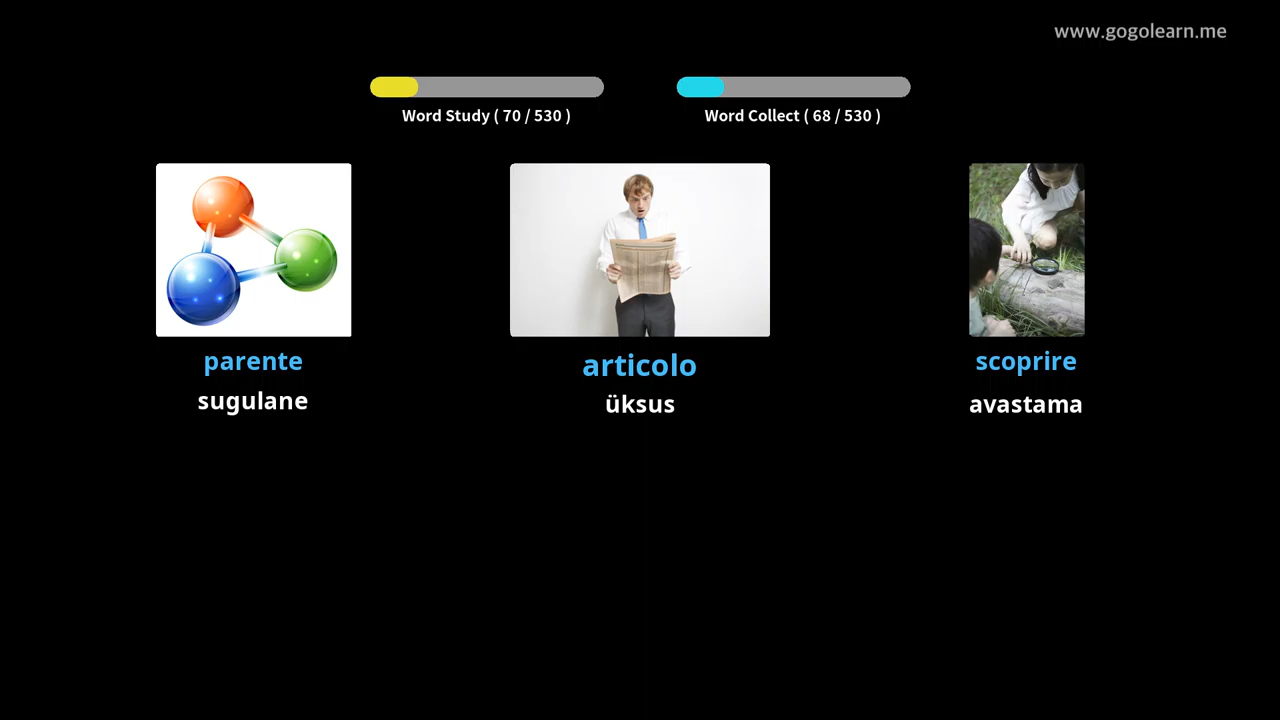 www.gogolearn.me
Word Study ( 70 / 530 )
Word Collect ( 68 / 530 )
parente
articolo
scoprire
sugulane
üksus
avastama